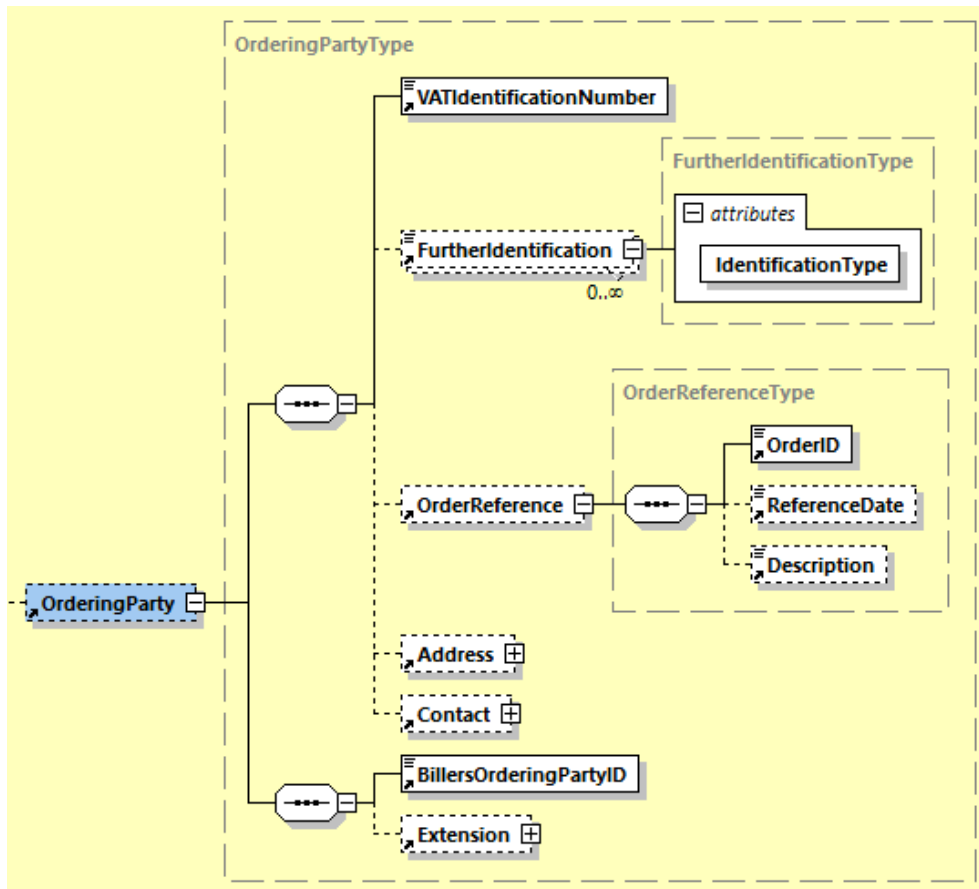 OrderingPartyType
VATIdentificationNumber
FurtherIdentificationType
attributes
FurtherIdentification
IdentificationType
0..∞
OrderReferenceType
OrderID
OrderReference
ReferenceDate
Description
OrderingParty
Address
Contact
BillersOrderingPartyID
Extension